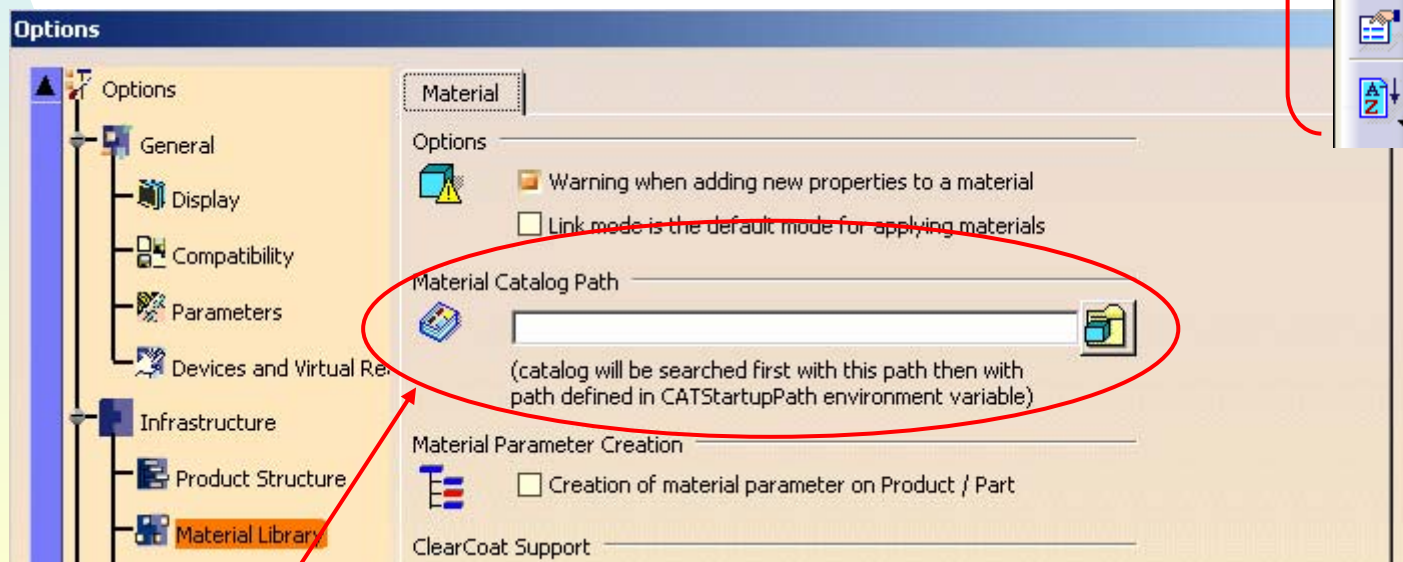 Options
Options
General
Display
Compatibility
Parameters
Devices and Virtual Re
Infrastructure
Product Structure
Material Library
Material
Options
Warning when adding new properties to a material
Link mode is the default mode for applying materials
Material Catalog Path
(catalog will be searched first with this path then with
path defined in CATStartupPath environment variable)
Material Parameter Creation
Creation of material parameter on Product / Part
ClearCoat Support
A
Z